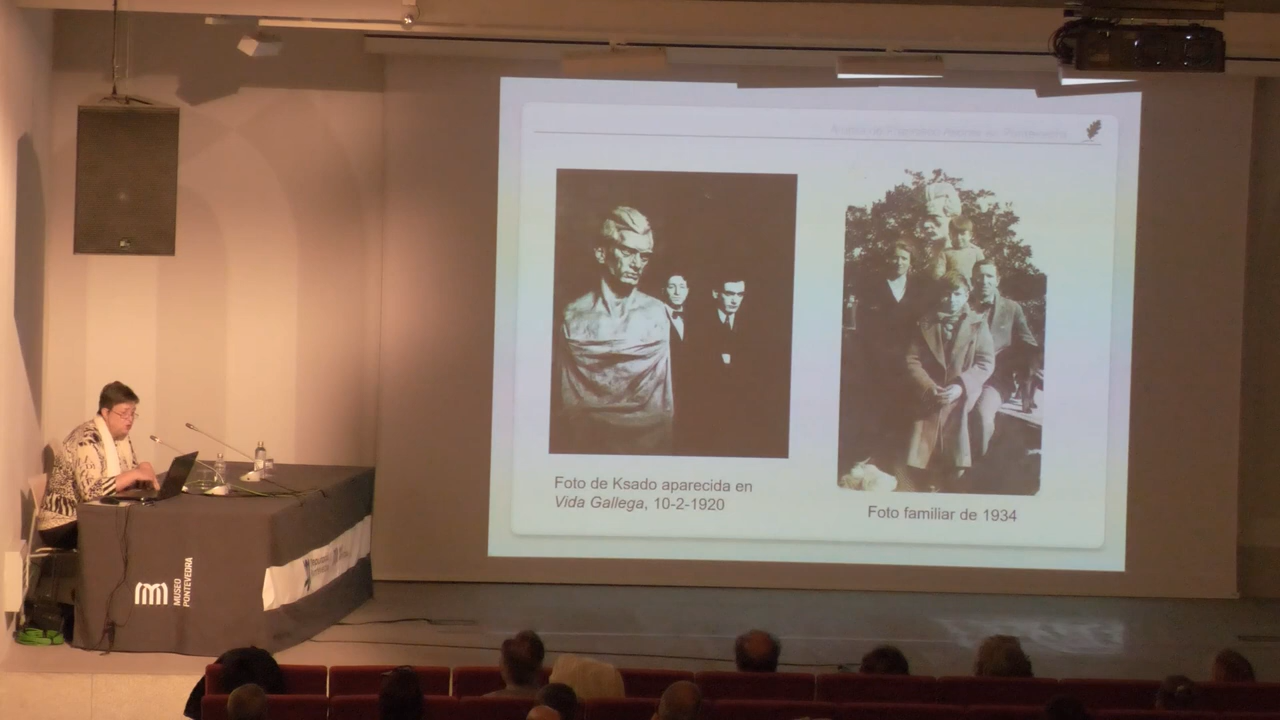 Foto de Ksado aparecida en
Vida Gallega, 10-2-1920
Foto familiar de 1934
MUSEO
PONTEVEDRA